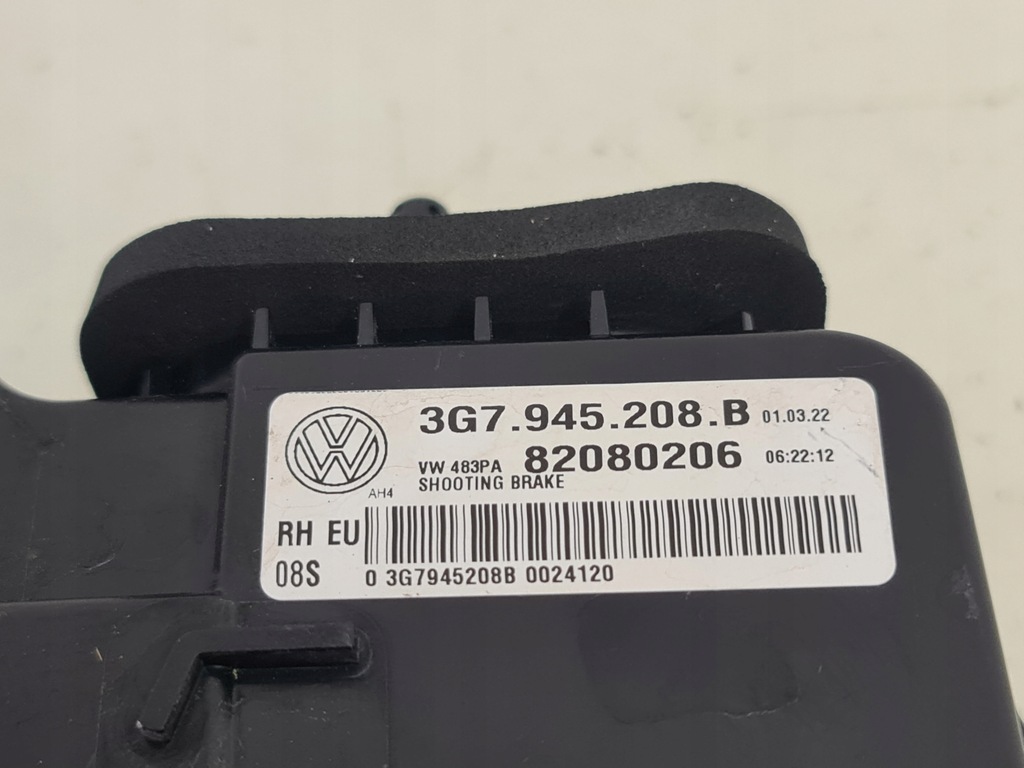 3G7.945.208.B 01.03.22
VW 483PA 82080206 06:22:12
SHOOTING BRAKE
AH4
RH EU
08S 0 3G7945208B 0024120